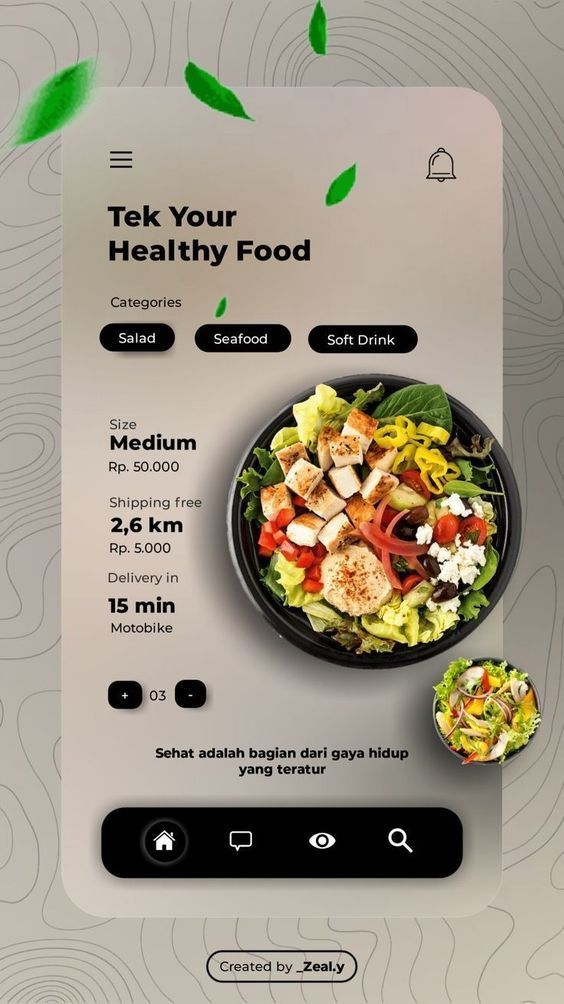 Tek Your
Healthy Food
Categories
Salad
Seafood
Soft Drink
Size
Medium
Rp. 50.000
Shipping free
2,6 km
Rp. 5.000
Delivery in
15 min
Motobike
+ 03 -
Sehat adalah bagian dari gaya hidup
yang teratur
Created by _Zeal.y